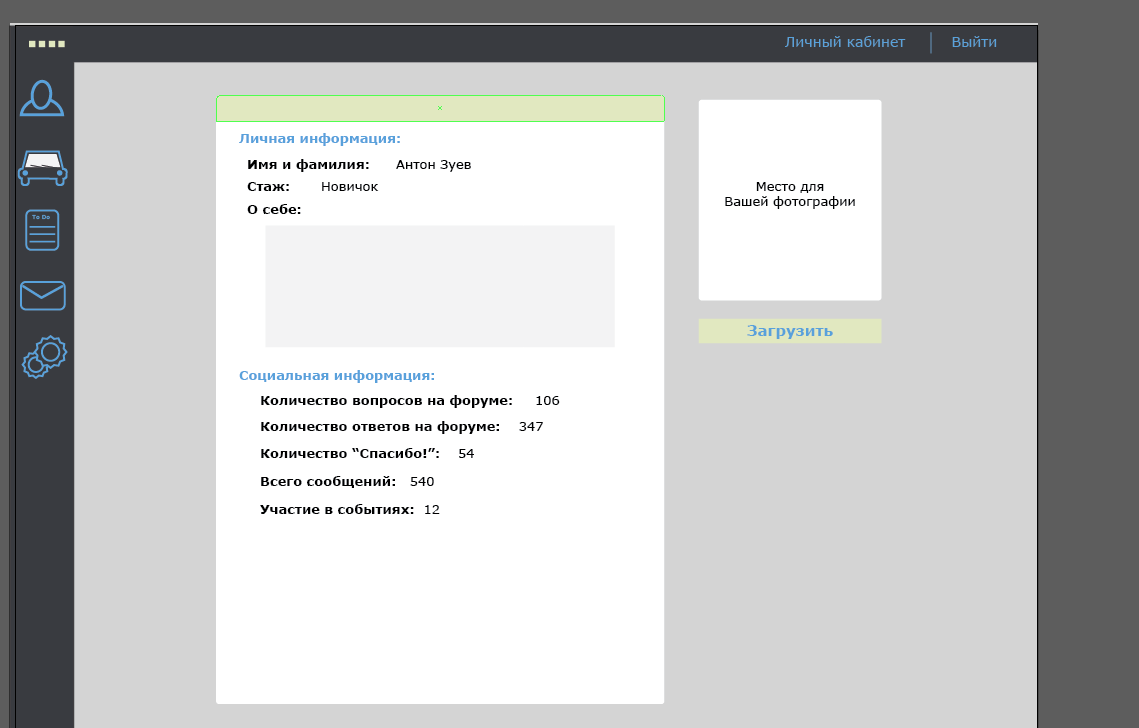 Личный кабинет
Выйти
To Do
Личная информация:
Имя и фамилия: Антон Зуев
Стаж: Новичок
О себе:
Место для
Вашей фотографии
Загрузить
Социальная информация:
Количество вопросов на форуме: 106
Количество ответов на форуме: 347
Количество “Спасибо!”: 54
Всего сообщений: 540
Участие в событиях: 12